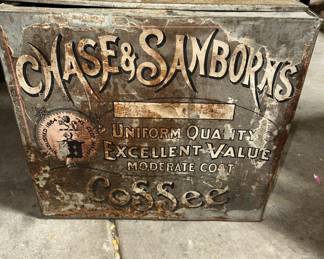 CHASE & SANBORN'S
UNIFORM QUALITY
EXCELLENT VALUE
MODERATE COST
Coffee